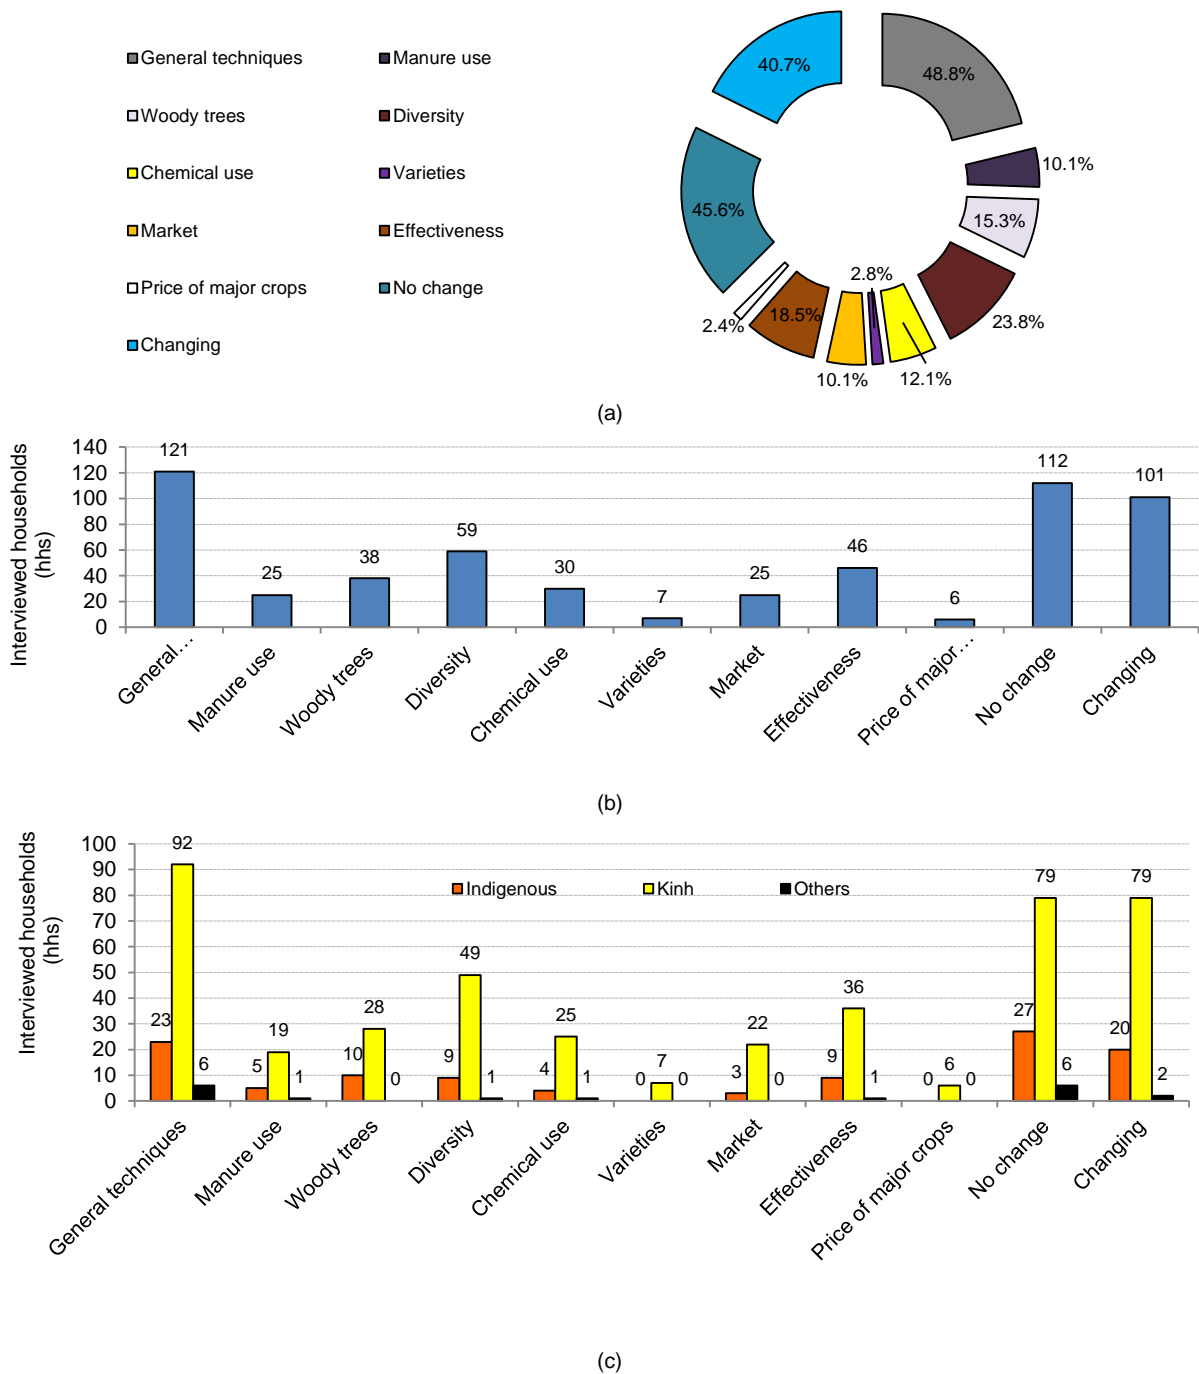 General techniques
Manure use
Woody trees
Diversity
Chemical use
Varieties
Market
Effectiveness
Price of major crops
No change
Changing
40.7%
48.8%
10.1%
15.3%
23.8%
12.1%
2.8%
10.1%
18.5%
2.4%
45.6%
(a)
Interviewed households
(hhs)
140
120
100
80
60
40
20
0
121
25
38
59
30
7
25
46
6
112
101
General...
Manure use
Woody trees
Diversity
Chemical use
Varieties
Market
Effectiveness
Price of major...
No change
Changing
(b)
Interviewed households
(hhs)
100
90
80
70
60
50
40
30
20
10
0
Indigenous
Kinh
Others
23
92
6
5
19
1
10
28
0
9
49
1
4
25
1
0
7
0
3
22
0
9
36
1
0
6
0
27
79
6
20
79
2
General techniques
Manure use
Woody trees
Diversity
Chemical use
Varieties
Market
Effectiveness
Price of major crops
No change
Changing
(c)